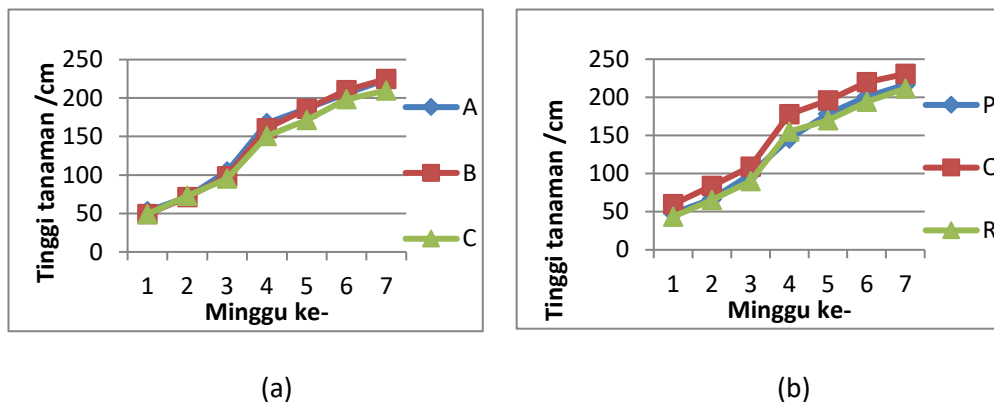 Tinggi tanaman /cm
250
200
150
100
50
0
1 2 3 4 5 6 7
Minggu ke-
A
B
C
(a)
Tinggi tanaman /cm
250
200
150
100
50
0
1 2 3 4 5 6 7
Minggu ke-
P
Q
R
(b)